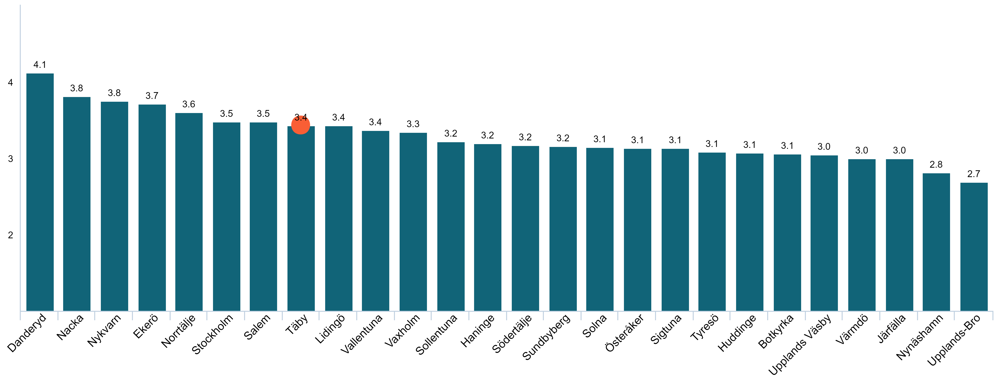 4
3
2
4.1
3.8
3.8
3.7
3.6
3.5
3.5
3.4
3.4
3.4
3.3
3.2
3.2
3.2
3.2
3.1
3.1
3.1
3.1
3.1
3.1
3.0
3.0
3.0
2.8
2.7
Danderyd
Nacka
Nykvarn
Ekerö
Norrtälje
Stockholm
Salem
Täby
Lidingö
Vallentuna
Vaxholm
Sollentuna
Haninge
Södertälje
Sundbyberg
Solna
Österåker
Sigtuna
Tyresö
Huddinge
Botkyrka
Upplands Väsby
Värmdö
Järfälla
Nynäshamn
Upplands-Bro